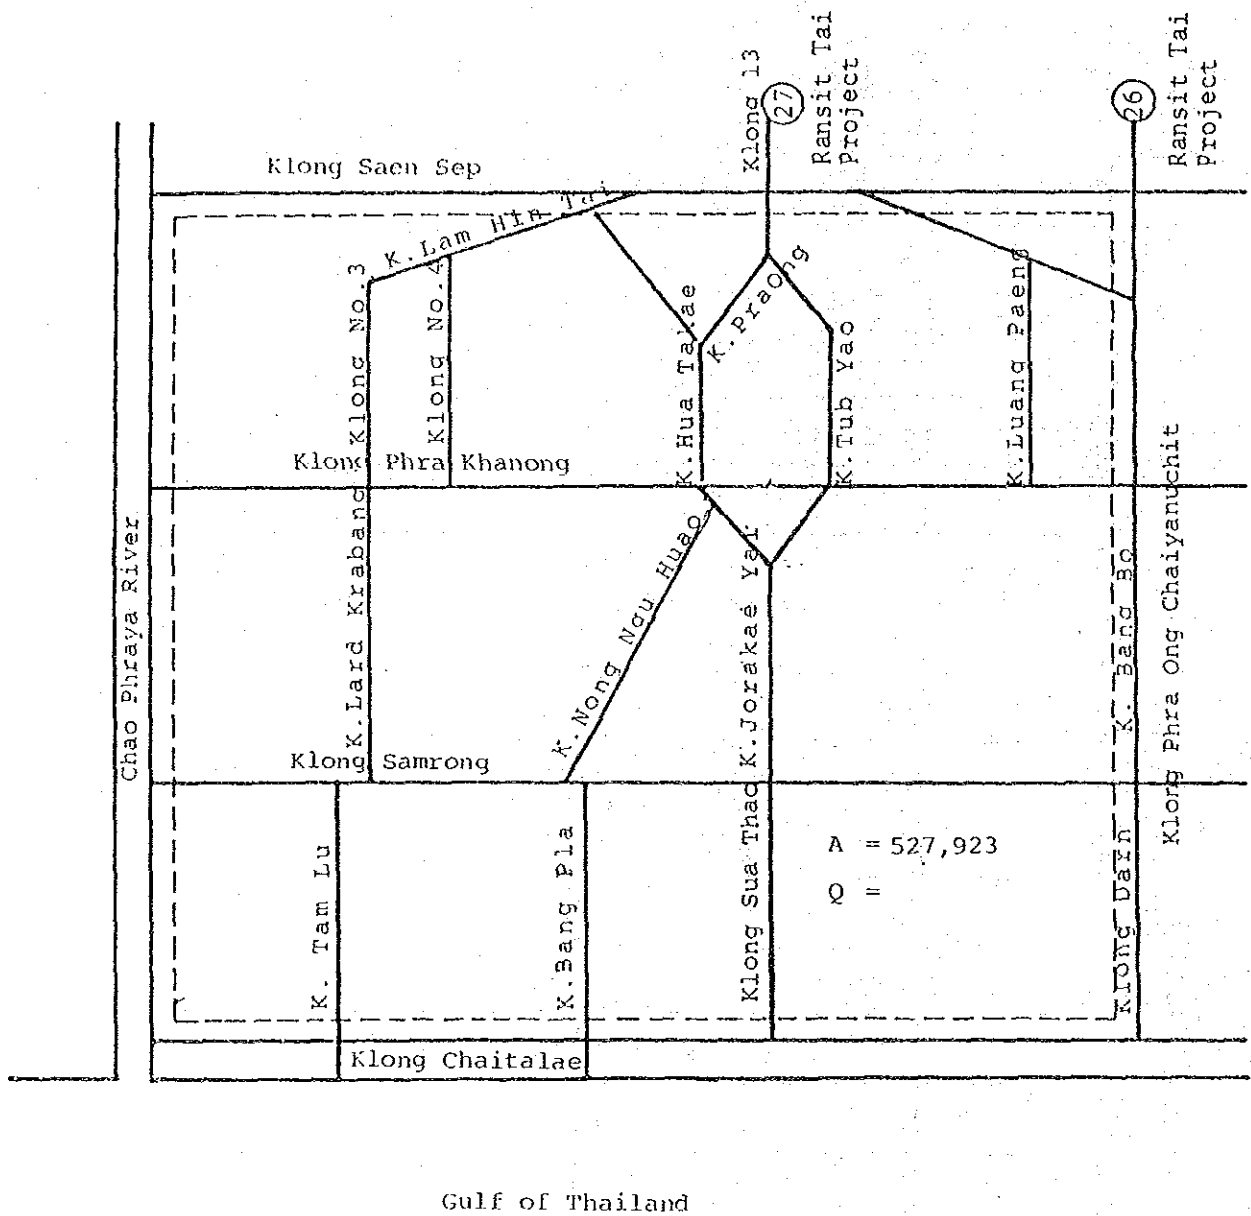 Klong 13
27
Ransit Tai
Project
26
Ransit Tai
Project
Klong Saen Sep
K.Lam Hin Tai
Klong No.3
Klong No.4
K.Hua Talae
K.PraOng
K.Tub Yao
K.Luang Paeng
Klong Phra Khanong
Chao Phraya River
K.Lard Krabang
K.Nong Ngu Huao
K.Jorakae Yai
K. Bang Bo
Klong Phra Ong Chaiyanuchit
Klong Samrong
K. Tam Lu
K.Bang Pla
Klong Sua Thao
A = 527,923
Q =
Klong Darn
Klong Chaitalae
Gulf of Thailand